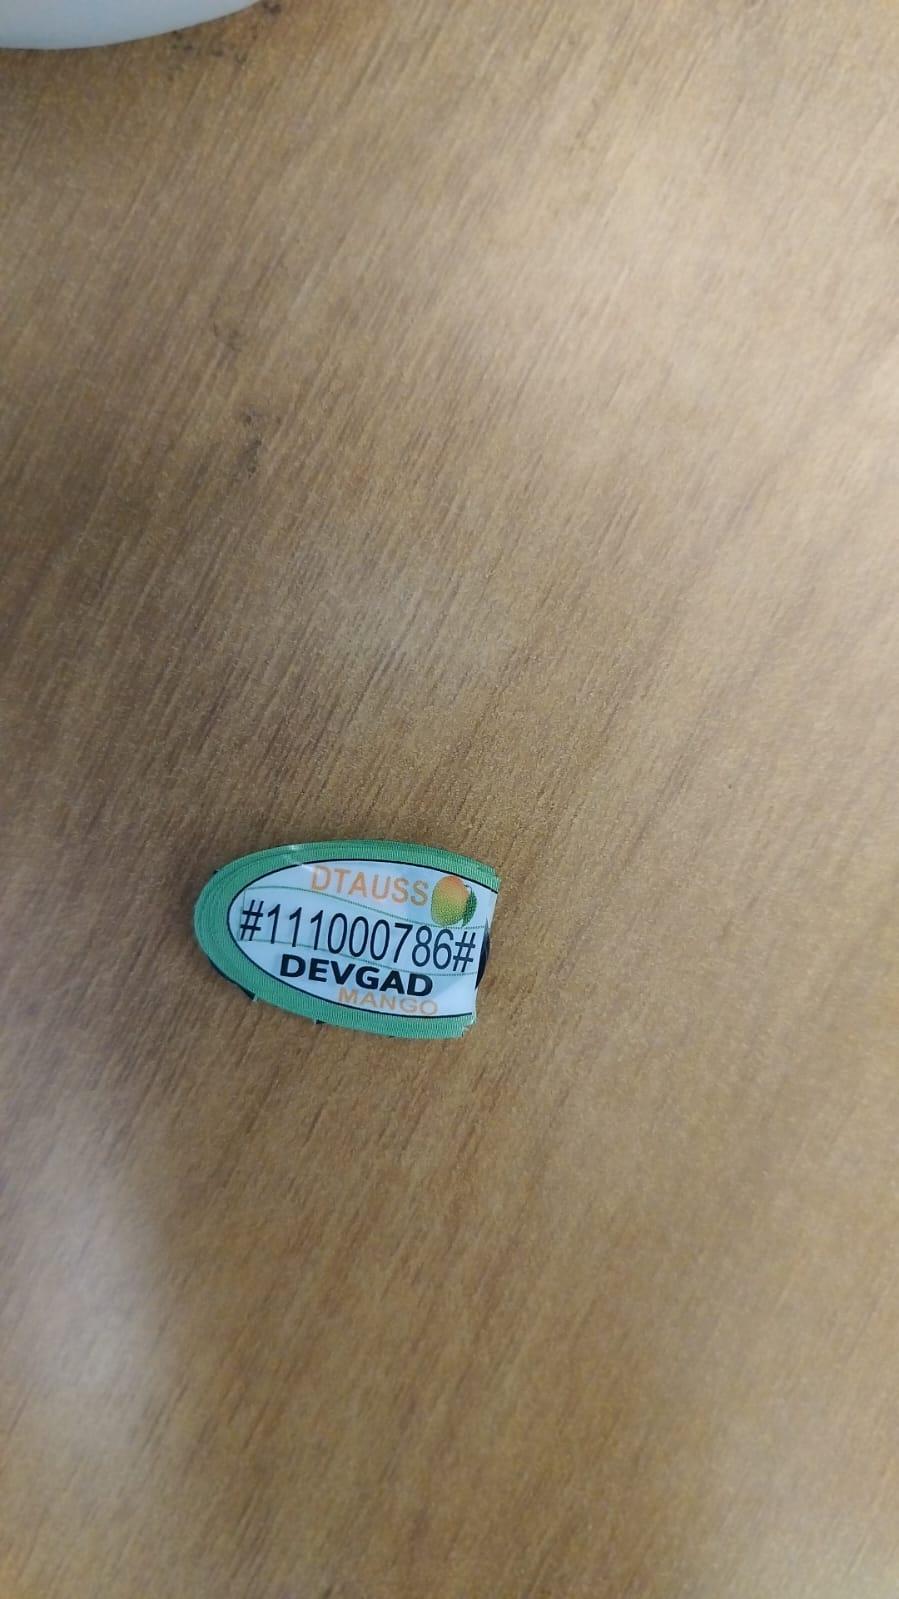 DTAUSS
#111000786#
DEVGAD
MANGO